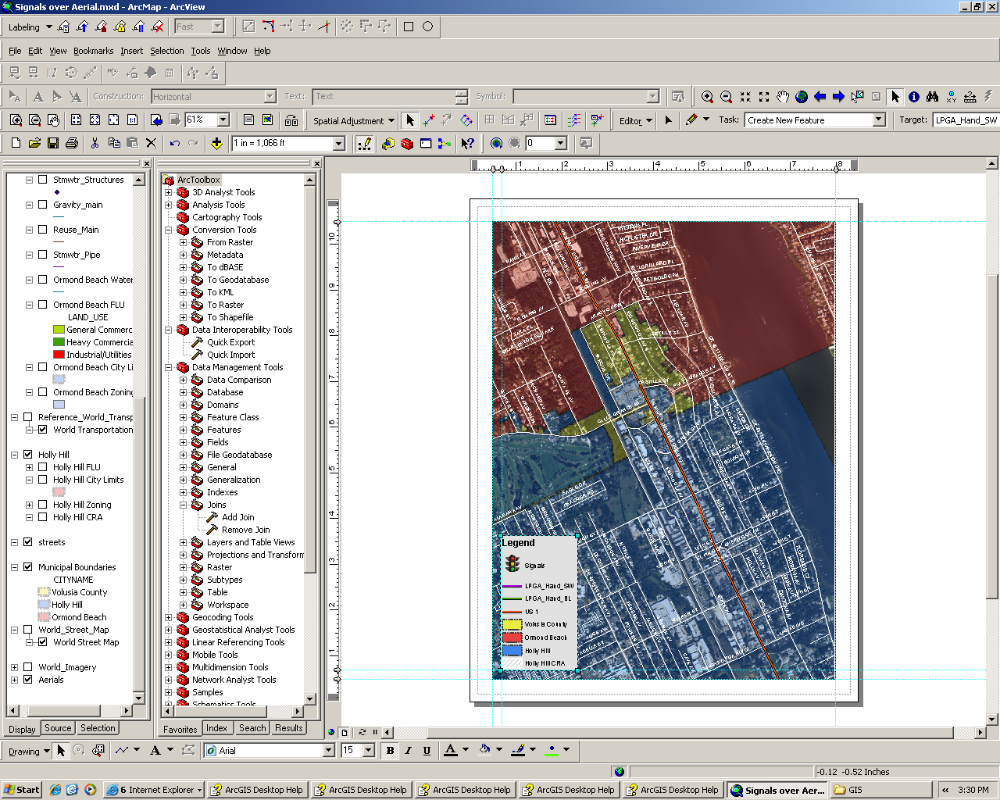 Signals over Aerial.mxd - ArcMap - ArcView
Labeling Fast
File Edit View Bookmarks Insert Selection Tools Window Help
Construction: Horizontal Text: Text Symbol:
61% 1:1 Spatial Adjustment Editor Task: Create New Feature Target: LPGA_Hand_SW
1 in = 1,066 ft 0
Stmwtr_Structures
Gravity_main
Reuse_Main
Stmwtr_Pipe
Ormond Beach Water
Ormond Beach FLU
LAND_USE
General Commerc
Heavy Commercia
Industrial/Utilities
Ormond Beach City Li
Ormond Beach Zoning
Reference_World_Transp
World Transportation
Holly Hill
Holly Hill FLU
Holly Hill City Limits
Holly Hill Zoning
Holly Hill CRA
streets
Municipal Boundaries
CITYNAME
Volusia County
Holly Hill
Ormond Beach
World_Street_Map
World Street Map
World_Imagery
Aerials
Display Source Selection
ArcToolbox
3D Analyst Tools
Analysis Tools
Cartography Tools
Conversion Tools
From Raster
Metadata
To dBASE
To Geodatabase
To KML
To Raster
To Shapefile
Data Interoperability Tools
Quick Export
Quick Import
Data Management Tools
Data Comparison
Database
Domains
Feature Class
Features
Fields
File Geodatabase
General
Generalization
Indexes
Joins
Add Join
Remove Join
Layers and Table Views
Projections and Transform
Raster
Subtypes
Table
Workspace
Geocoding Tools
Geostatistical Analyst Tools
Linear Referencing Tools
Mobile Tools
Multidimension Tools
Network Analyst Tools
Samples
Schematics Tools
Favorites Index Search Results
1 2 3 4 5 6 7 8
10
9
8
7
6
5
4
3
2
1
RIVERVIEW DR
LORILLARD PL
REYNOLDS AV
Legend
Signals
LPGA_Hand_SW
LPGA_Hand_BL
US 1
Volusia County
Ormond Beach
Holly Hill
Holly Hill CRA
Drawing A Arial 15 B I U A
-0.12 -0.52 Inches
Start 6 Internet Explorer ArcGIS Desktop Help ArcGIS Desktop Help ArcGIS Desktop Help ArcGIS Desktop Help ArcGIS Desktop Help Signals over Aer... GIS 3:30 PM